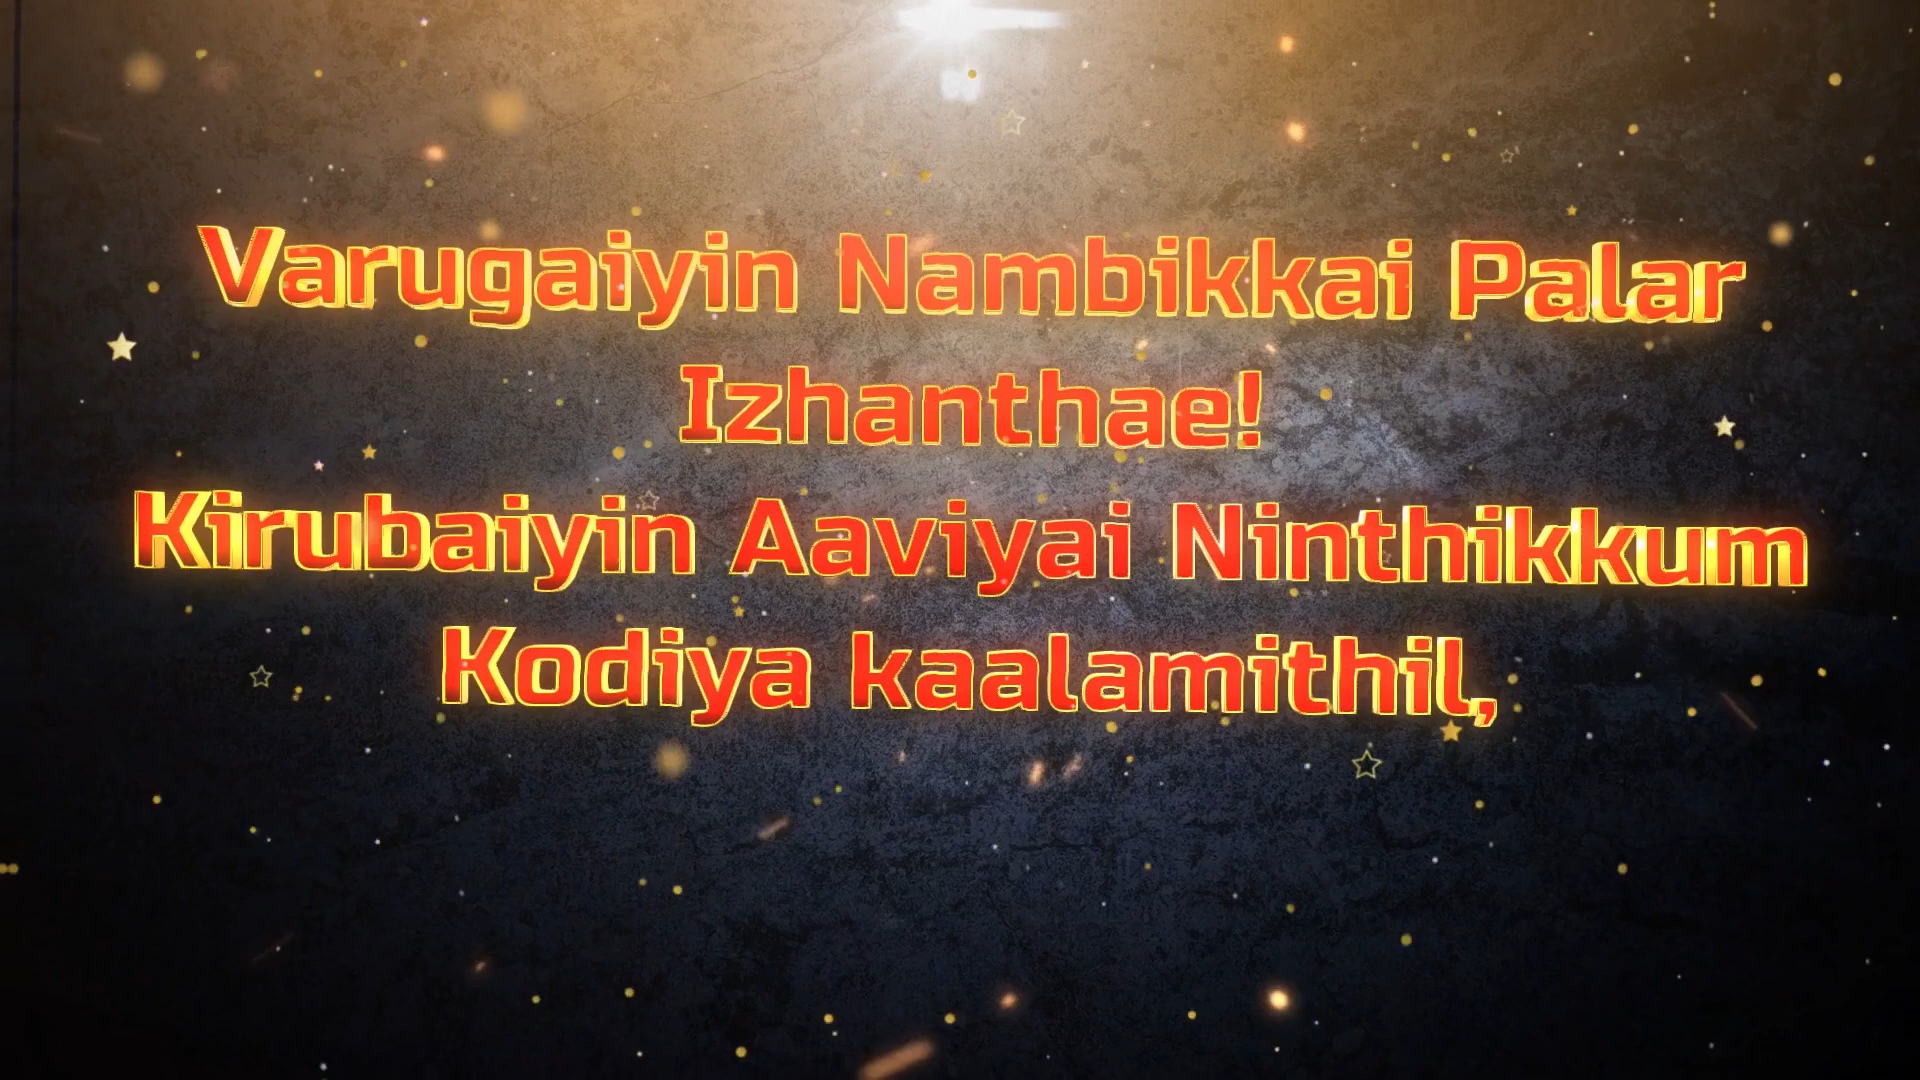 Varugaiyin Nambikkai Palar
Izhanthae!
Kirubaiyin Aaviyai Ninthikkum
Kodiya kaalamithil,